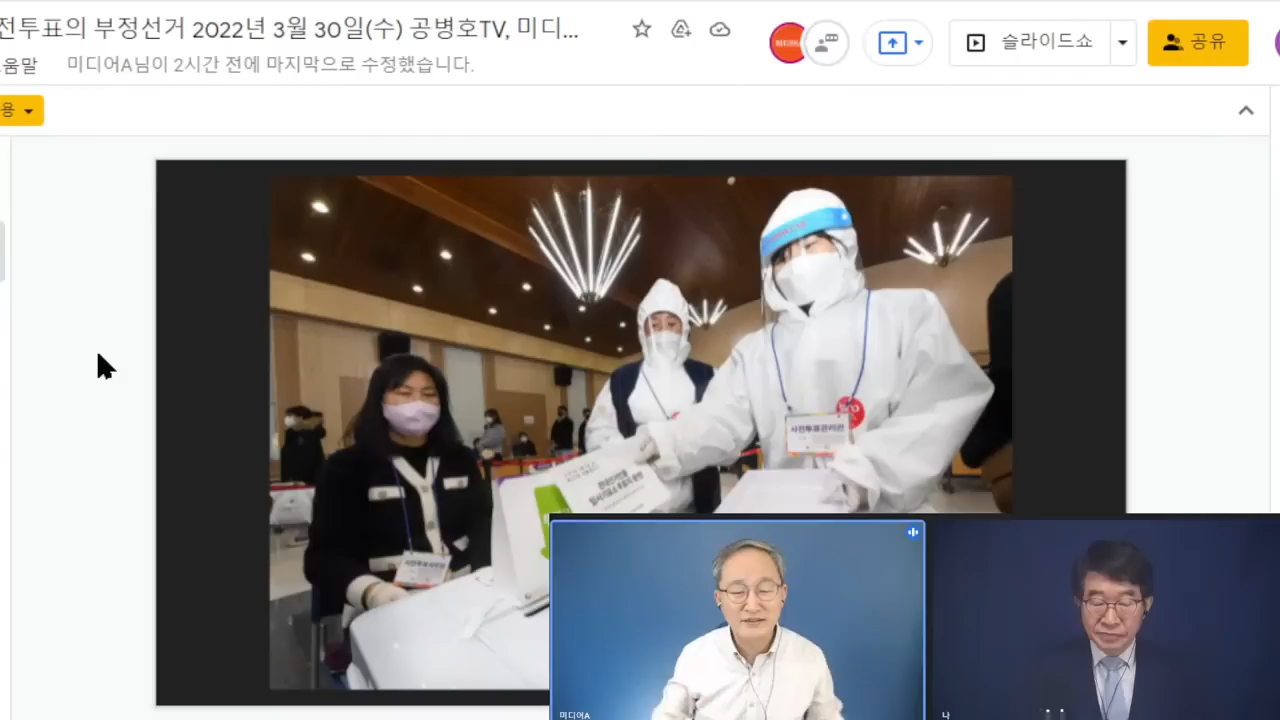 전투표의 부정선거 2022년 3월 30일(수) 공병호TV, 미디...
움말 미디어A님이 2시간 전에 마지막으로 수정했습니다.
슬라이드쇼
공유
용
사전투표관리관
미디어A
나